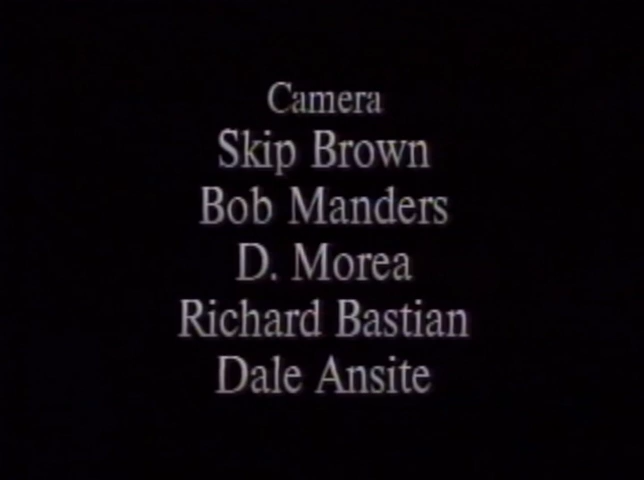 Camera
Skip Brown
Bob Manders
D. Morea
Richard Bastian
Dale Ansite